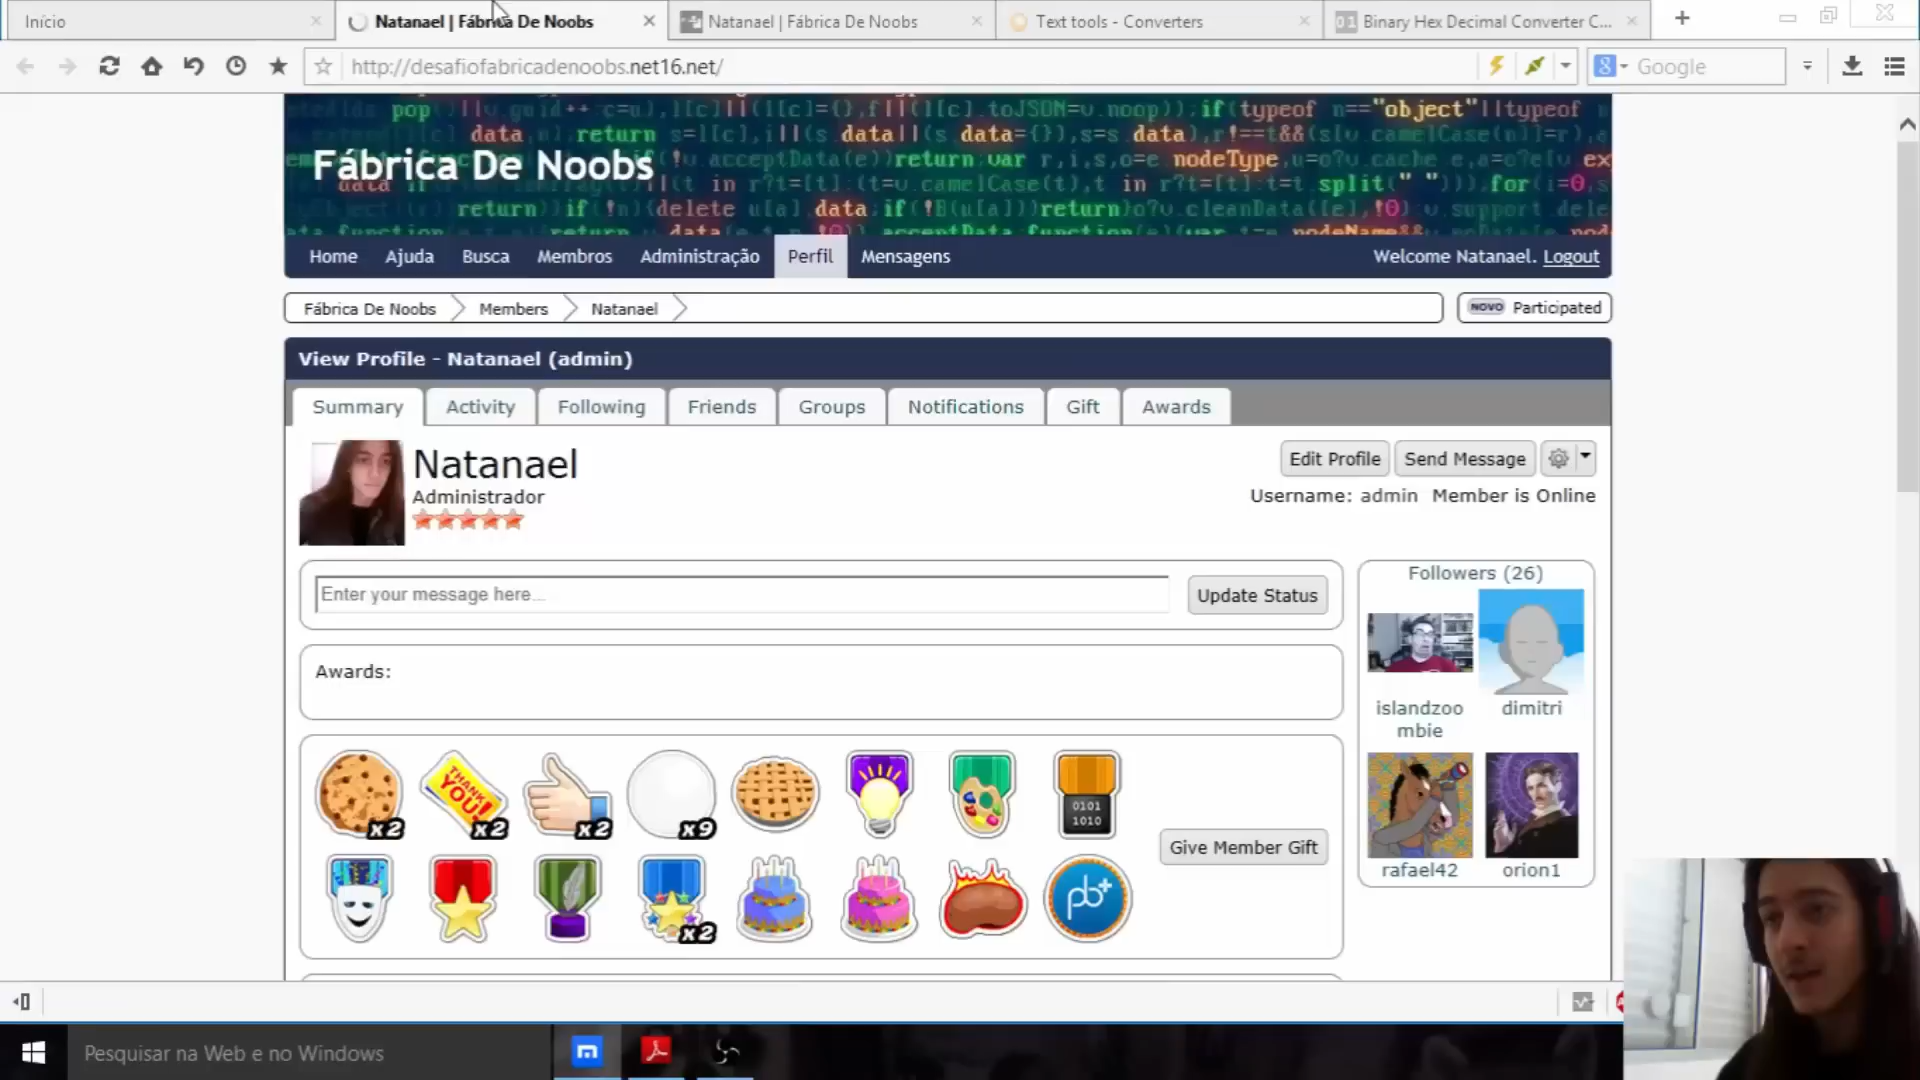 Início
Natanael | Fábrica De Noobs
Natanael | Fábrica De Noobs
Text tools - Converters
Binary Hex Decimal Converter C...
http://desafiofabricadenoobs.net16.net/
Google
Fábrica De Noobs
Home Ajuda Busca Membros Administração Perfil Mensagens
Welcome Natanael. Logout
Fábrica De Noobs Members Natanael
NOVO Participated
View Profile - Natanael (admin)
Summary Activity Following Friends Groups Notifications Gift Awards
Natanael
Administrador
Edit Profile Send Message
Username: admin Member is Online
Enter your message here...
Update Status
Awards:
Followers (26)
islandzoo
mbie
dimitri
rafael42
orion1
THANK
YOU!
x2
x2
x2
x9
0101
1010
x2
pb+
Give Member Gift
Pesquisar na Web e no Windows